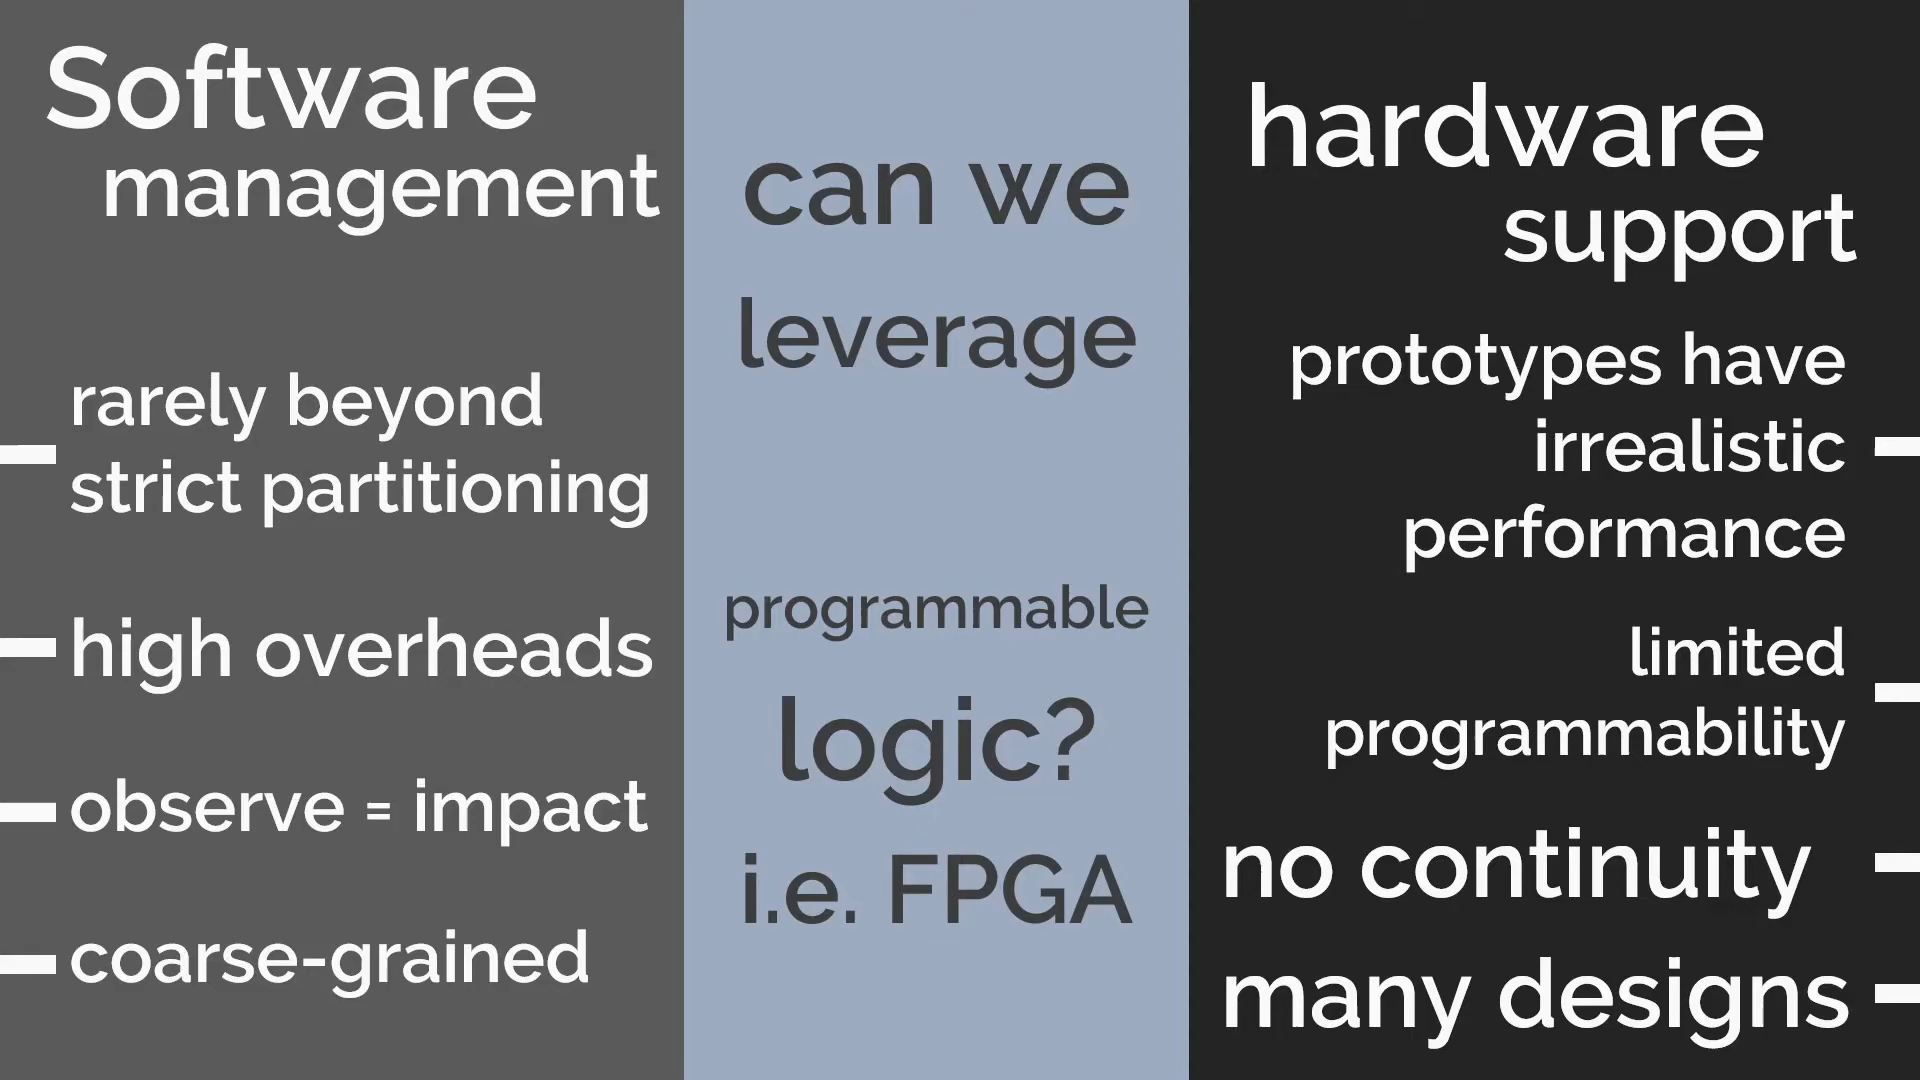 Software
management
rarely beyond
strict partitioning
high overheads
observe = impact
coarse-grained
can we
leverage
programmable
logic?
i.e. FPGA
hardware
support
prototypes have
irrealistic
performance
limited
programmability
no continuity
many designs